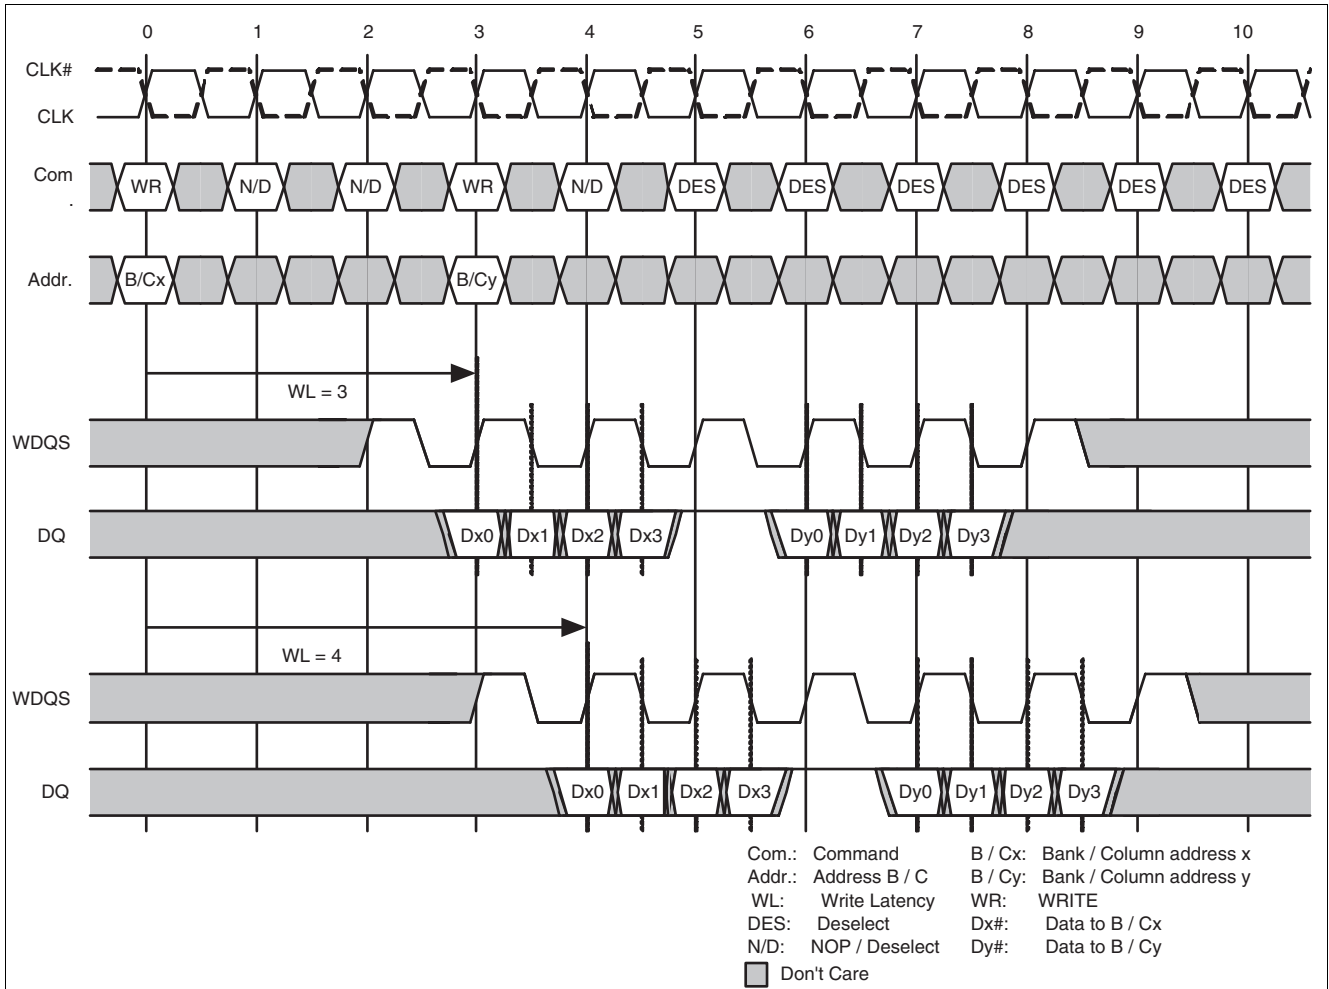 0 1 2 3 4 5 6 7 8 9 10
CLK#
CLK
Com
.
WR N/D N/D WR N/D DES DES DES DES DES DES
Addr. B/Cx B/Cy
WL = 3
WDQS
DQ Dx0 Dx1 Dx2 Dx3 Dy0 Dy1 Dy2 Dy3
WL = 4
WDQS
DQ Dx0 Dx1 Dx2 Dx3 Dy0 Dy1 Dy2 Dy3
Com.: Command B / Cx: Bank / Column address x
Addr.: Address B / C B / Cy: Bank / Column address y
WL: Write Latency WR: WRITE
DES: Deselect Dx#: Data to B / Cx
N/D: NOP / Deselect Dy#: Data to B / Cy
Don't Care